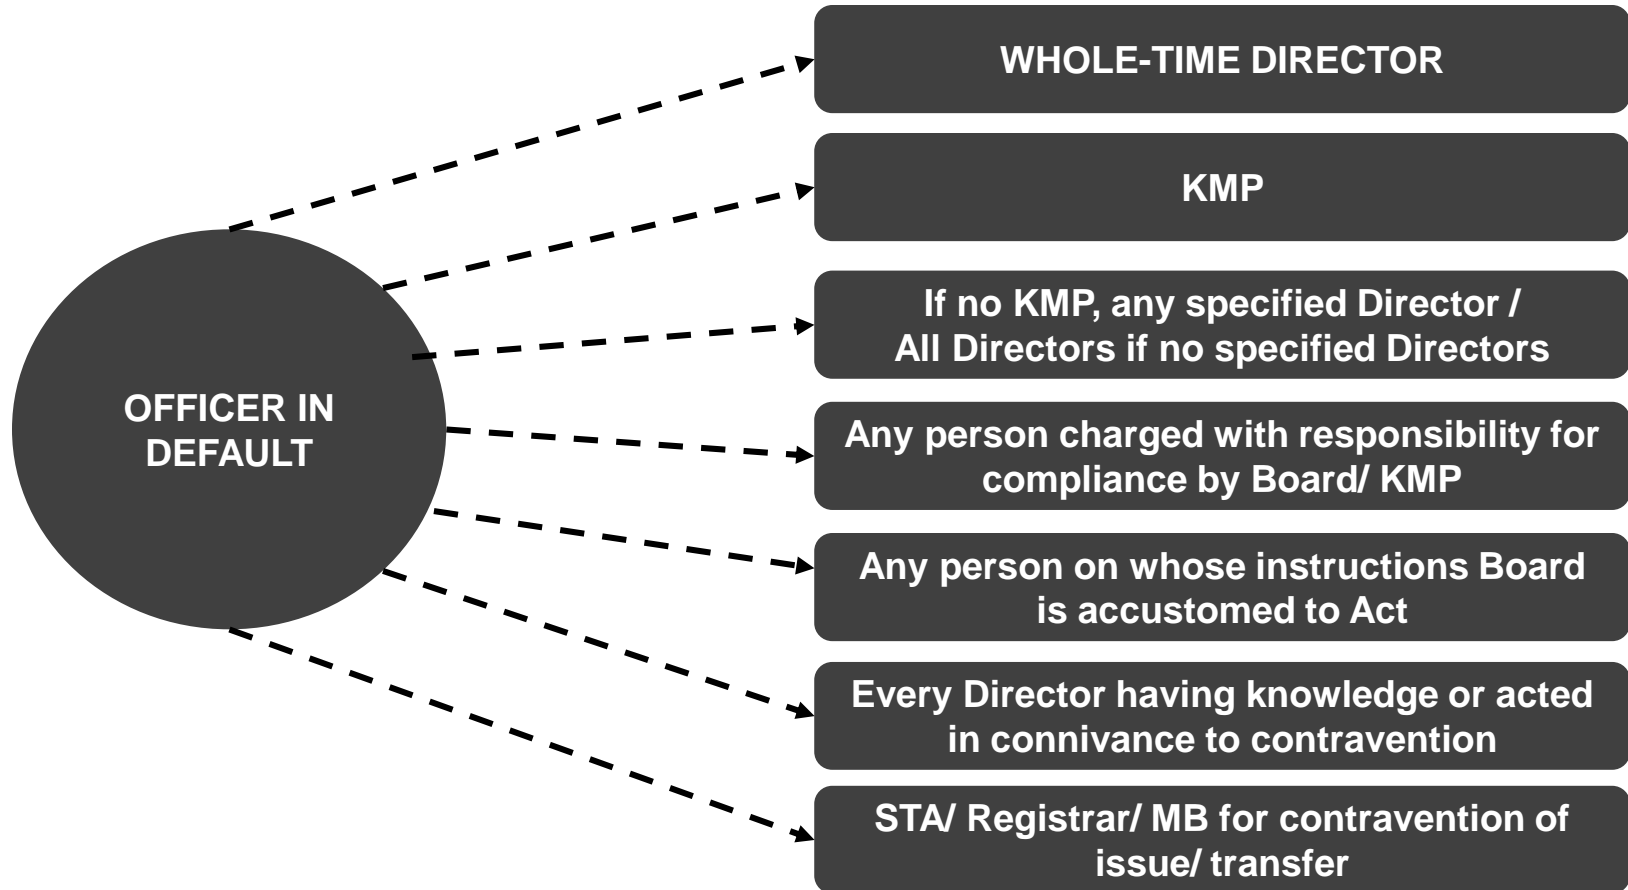 WHOLE-TIME DIRECTOR
KMP
If no KMP, any specified Director /
All Directors if no specified Directors
OFFICER IN
DEFAULT
Any person charged with responsibility for
compliance by Board/ KMP
Any person on whose instructions Board
is accustomed to Act
Every Director having knowledge or acted
in connivance to contravention
STA/ Registrar/ MB for contravention of
issue/ transfer